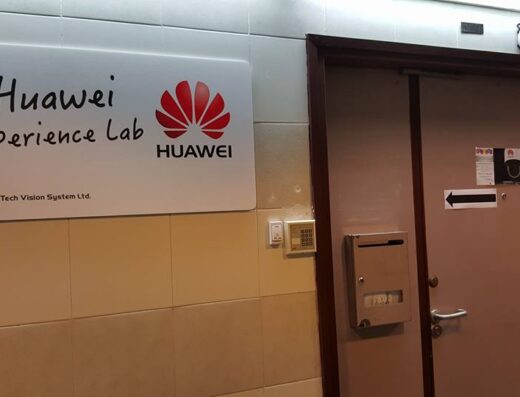 Huawei
perience Lab
HUAWEI
Tech Vision System Ltd.